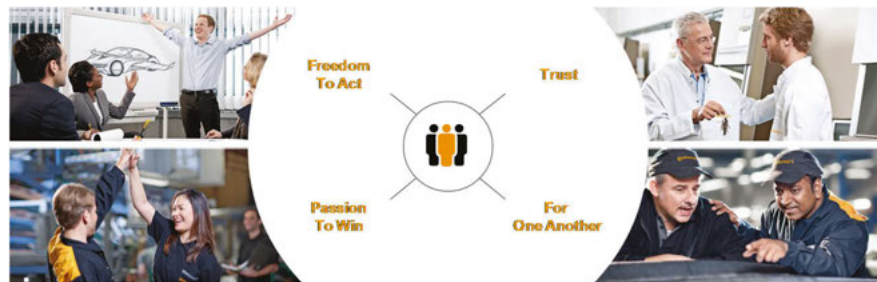 Freedom
To Act
Trust
Passion
To Win
For
One Another